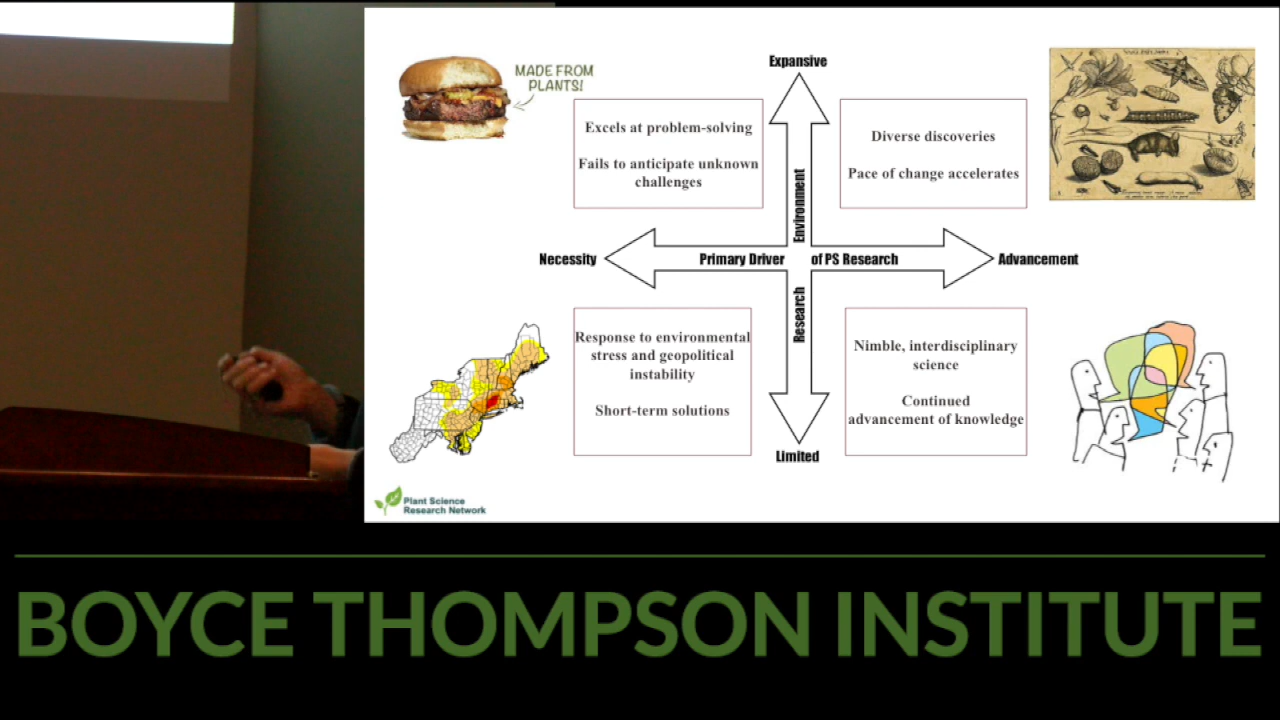 MADE FROM
PLANTS!
Expansive
Excels at problem-solving
Fails to anticipate unknown
challenges
Diverse discoveries
Pace of change accelerates
Environment
Necessity
Primary Driver of PS Research
Advancement
Research
Response to environmental
stress and geopolitical
instability
Short-term solutions
Nimble, interdisciplinary
science
Continued
advancement of knowledge
Limited
Plant Science
Research Network
BOYCE THOMPSON INSTITUTE